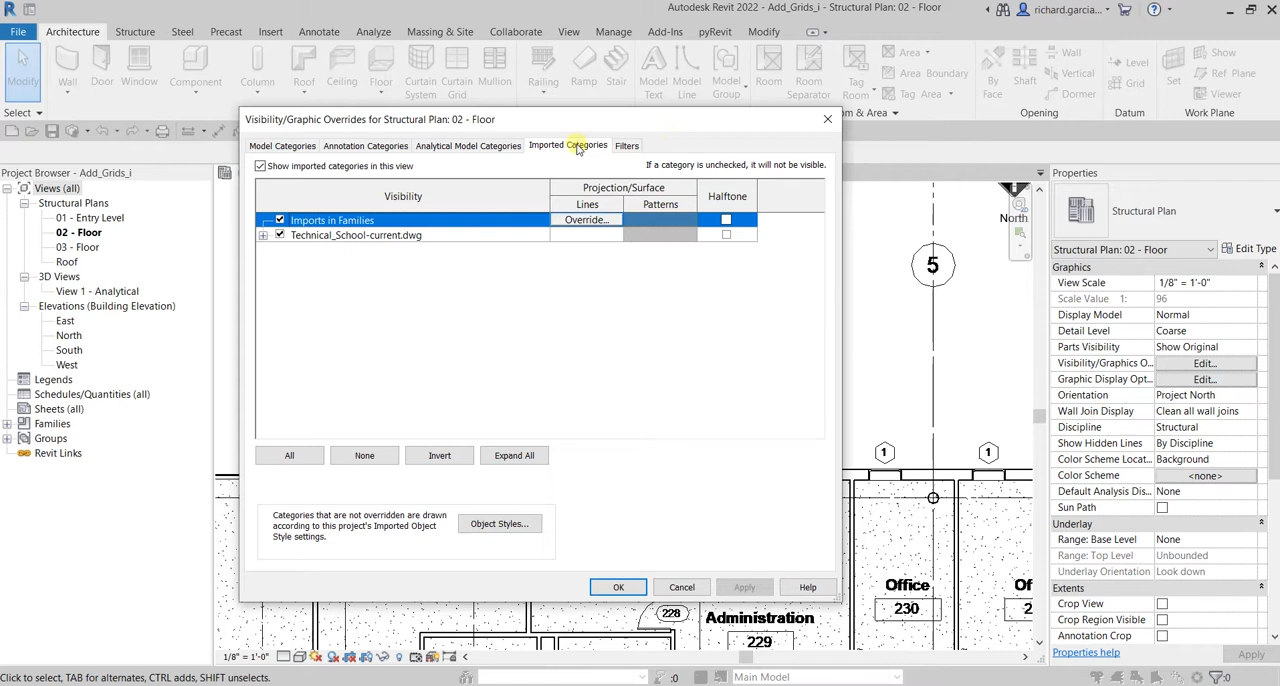 Autodesk Revit 2022 - Add_Grids_i - Structural Plan: 02 - Floor
richard.garcia...
File Architecture Structure Steel Precast Insert Annotate Analyze Massing & Site Collaborate View Manage Add-Ins pyRevit Modify
Modify Wall Door Window Component Column Roof Ceiling Floor Curtain System Curtain Grid Mullion Railing Ramp Stair Model Text Model Line Model Group Room Room Separator Tag Room
Area
Area Boundary
Tag Area
By Face Shaft
Wall
Vertical
Dormer
Level
Grid
Set
Show
Ref Plane
Viewer
Select
m & Area Opening Datum Work Plane
Project Browser - Add_Grids_i
Views (all)
Structural Plans
01 - Entry Level
02 - Floor
03 - Floor
Roof
3D Views
View 1 - Analytical
Elevations (Building Elevation)
East
North
South
West
Legends
Schedules/Quantities (all)
Sheets (all)
Families
Groups
Revit Links
Visibility/Graphic Overrides for Structural Plan: 02 - Floor
Model Categories Annotation Categories Analytical Model Categories Imported Categories Filters
Show imported categories in this view
If a category is unchecked, it will not be visible.
Visibility Projection/Surface Halftone
Lines Patterns
Imports in Families Override...
Technical_School-current.dwg
All None Invert Expand All
Categories that are not overridden are drawn
according to this project's Imported Object
Style settings.
Object Styles...
OK Cancel Apply Help
North
5
1 1
Office
230
Of
2
228
Administration
229
Properties
Structural Plan
Structural Plan: 02 - Floor Edit Type
Graphics
View Scale 1/8" = 1'-0"
Scale Value 1: 96
Display Model Normal
Detail Level Coarse
Parts Visibility Show Original
Visibility/Graphics O... Edit...
Graphic Display Opt... Edit...
Orientation Project North
Wall Join Display Clean all wall joins
Discipline Structural
Show Hidden Lines By Discipline
Color Scheme Locat... Background
Color Scheme <none>
Default Analysis Dis... None
Sun Path
Underlay
Range: Base Level None
Range: Top Level Unbounded
Underlay Orientation Look down
Extents
Crop View
Crop Region Visible
Annotation Crop
Properties help Apply
1/8" = 1'-0"
Click to select, TAB for alternates, CTRL adds, SHIFT unselects.
:0
Main Model
:0